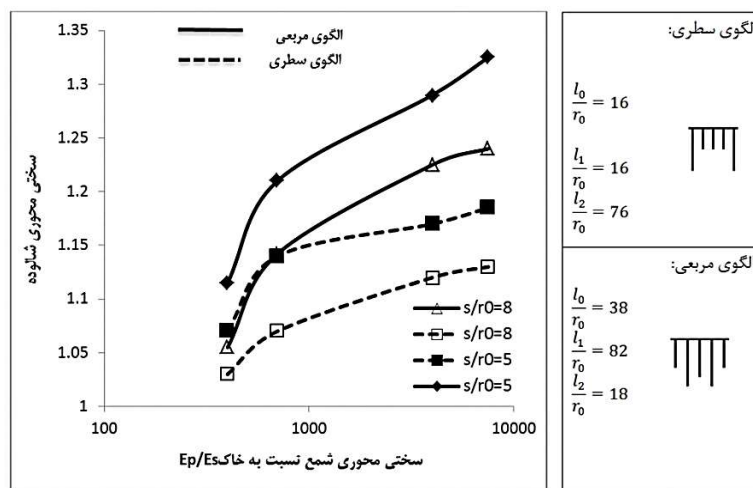 سختی محوری شالوده
1.35
1.3
1.25
1.2
1.15
1.1
1.05
1
100
1000
10000
سختی محوری شمع نسبت به خاکEp/Es
الگوی مربعی
الگوی سطری
s/r0=8
s/r0=8
s/r0=5
s/r0=5
لگوی سطری:
l₀/r₀ = 16
l₁/r₀ = 16
l₂/r₀ = 76
لگوی مربعی:
l₀/r₀ = 38
l₁/r₀ = 82
l₂/r₀ = 18